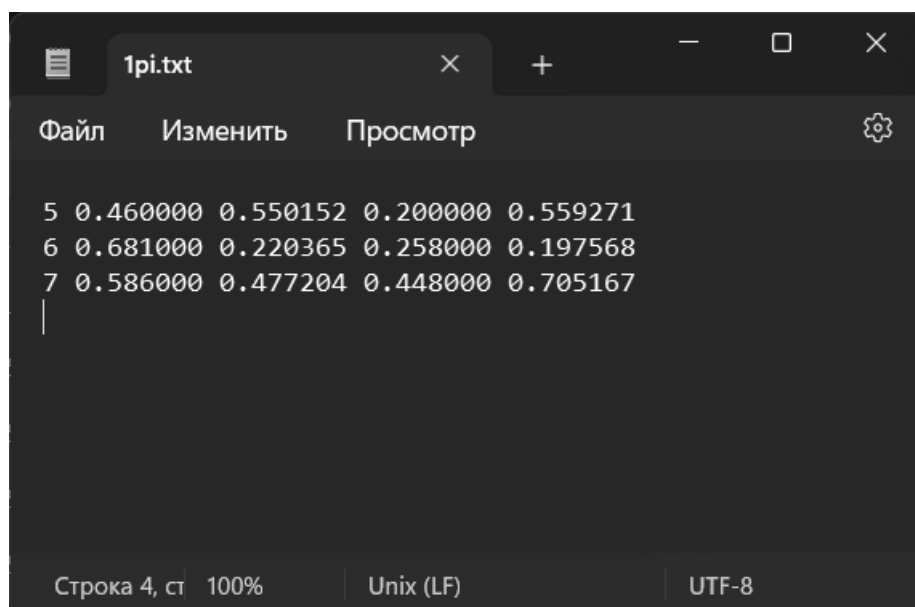 1pi.txt
Файл Изменить Просмотр
5 0.460000 0.550152 0.200000 0.559271
6 0.681000 0.220365 0.258000 0.197568
7 0.586000 0.477204 0.448000 0.705167
Строка 4, ст 100% Unix (LF) UTF-8